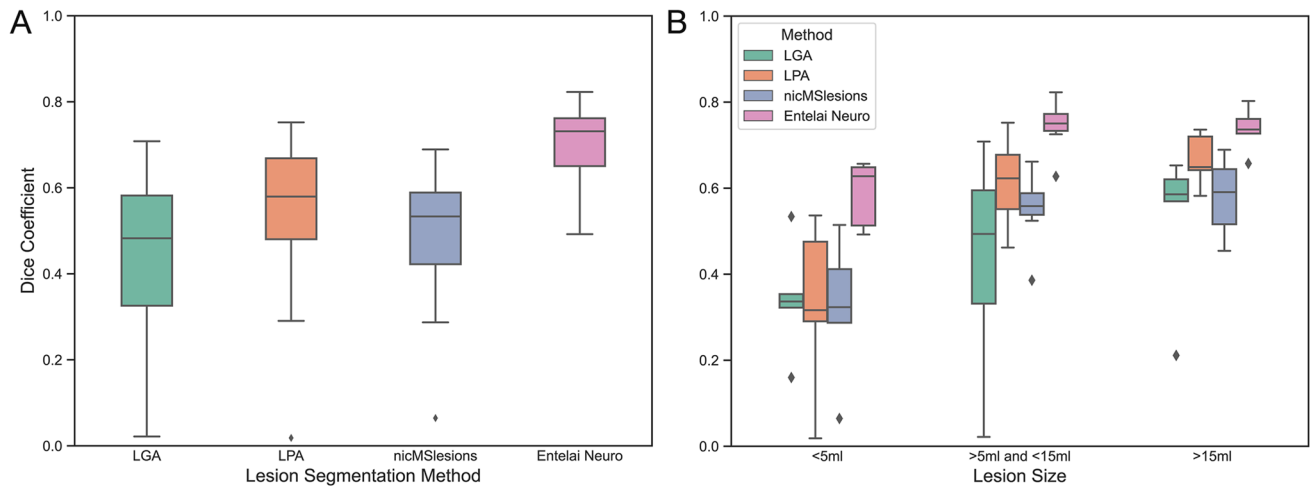 A
1.0
0.8
0.6
0.4
0.2
0.0
Dice Coefficient
LGA
LPA
nicMSlesions
Entelai Neuro
Lesion Segmentation Method
B
1.0
0.8
0.6
0.4
0.2
0.0
Method
LGA
LPA
nicMSlesions
Entelai Neuro
<5ml
>5ml and <15ml
>15ml
Lesion Size